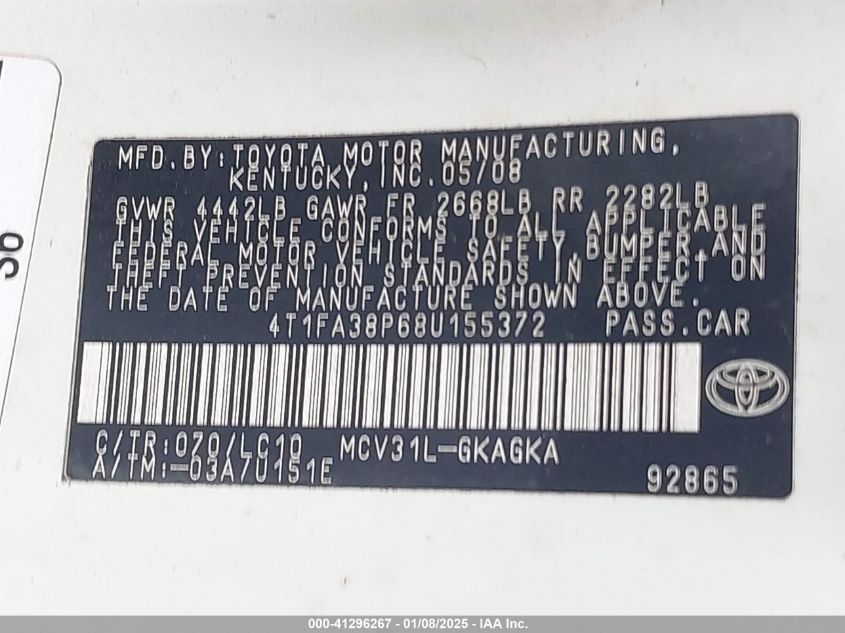 MFD. BY: TOYOTA MOTOR MANUFACTURING,
KENTUCKY, INC. 05/08
GVWR 4442LB GAWR FR 2668LB RR 2282LB
THIS VEHICLE CONFORMS TO ALL APPLICABLE
FEDERAL MOTOR VEHICLE SAFETY, BUMPER, AND
THEFT PREVENTION STANDARDS IN EFFECT ON
THE DATE OF MANUFACTURE SHOWN ABOVE.
4T1FA38P68U155372 PASS.CAR
C/TR:070/LC10 MCV31L-GKAGKA
A/TM:-03A/U151E
92865
000-41296267 - 01/08/2025 - IAA Inc.